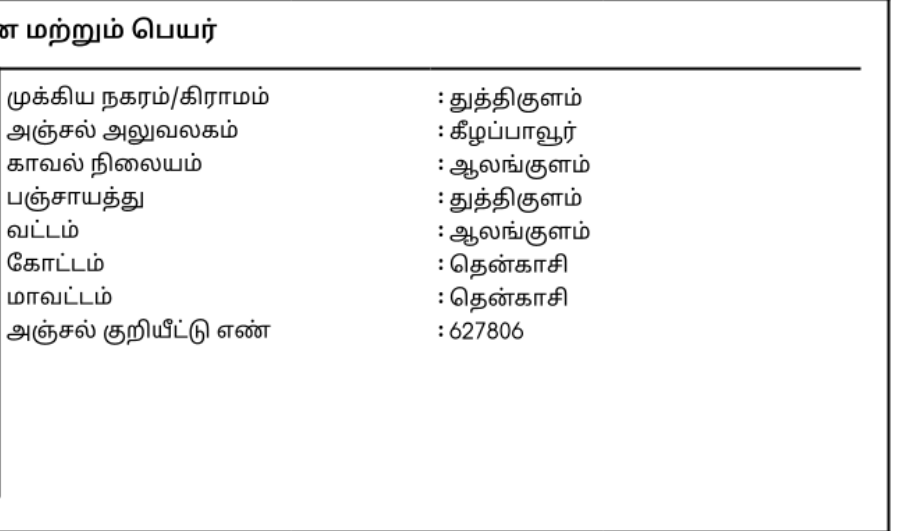 ன மற்றும் பெயர்
முக்கிய நகரம்/கிராமம் : துத்திகுளம்
அஞ்சல் அலுவலகம் : கீழப்பாவூர்
காவல் நிலையம் : ஆலங்குளம்
பஞ்சாயத்து : துத்திகுளம்
வட்டம் : ஆலங்குளம்
கோட்டம் : தென்காசி
மாவட்டம் : தென்காசி
அஞ்சல் குறியீட்டு எண் : 627806